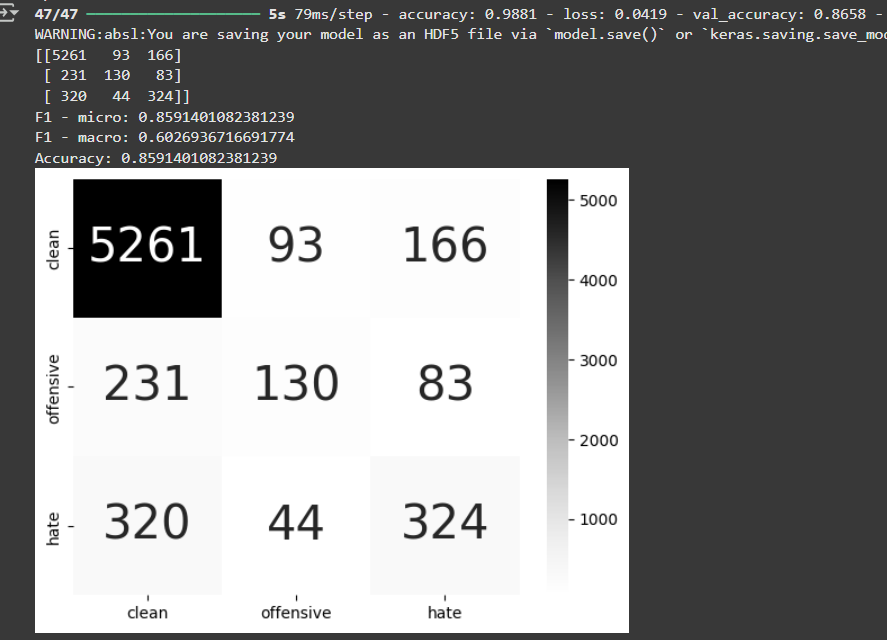 47/47 ━━━━━━━━━━━━━━━━━━━━ 5s 79ms/step - accuracy: 0.9881 - loss: 0.0419 - val_accuracy: 0.8658 -
WARNING:absl:You are saving your model as an HDF5 file via `model.save()` or `keras.saving.save_mo
[[5261   93  166]
 [ 231  130   83]
 [ 320   44  324]]
F1 - micro: 0.8591401082381239
F1 - macro: 0.6026936716691774
Accuracy: 0.8591401082381239
clean 5261 93 166
offensive 231 130 83
hate 320 44 324
clean offensive hate
5000
4000
3000
2000
1000